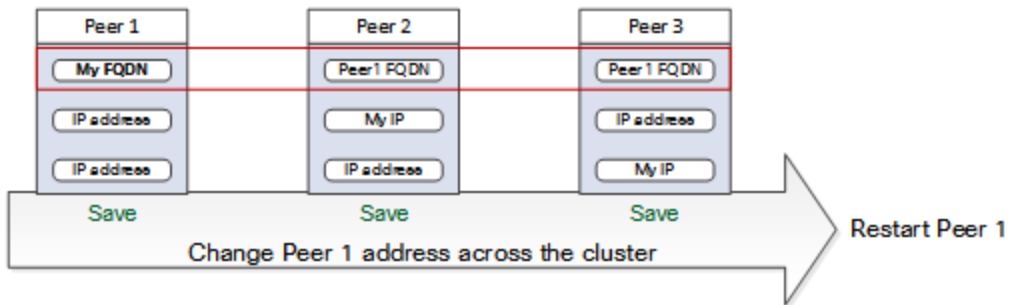 Peer 1
Peer 2
Peer 3
My FQDN
Peer1 FQDN
Peer1 FQDN
IP address
My IP
IP address
IP address
IP address
My IP
Save
Save
Save
Change Peer 1 address across the cluster
Restart Peer 1